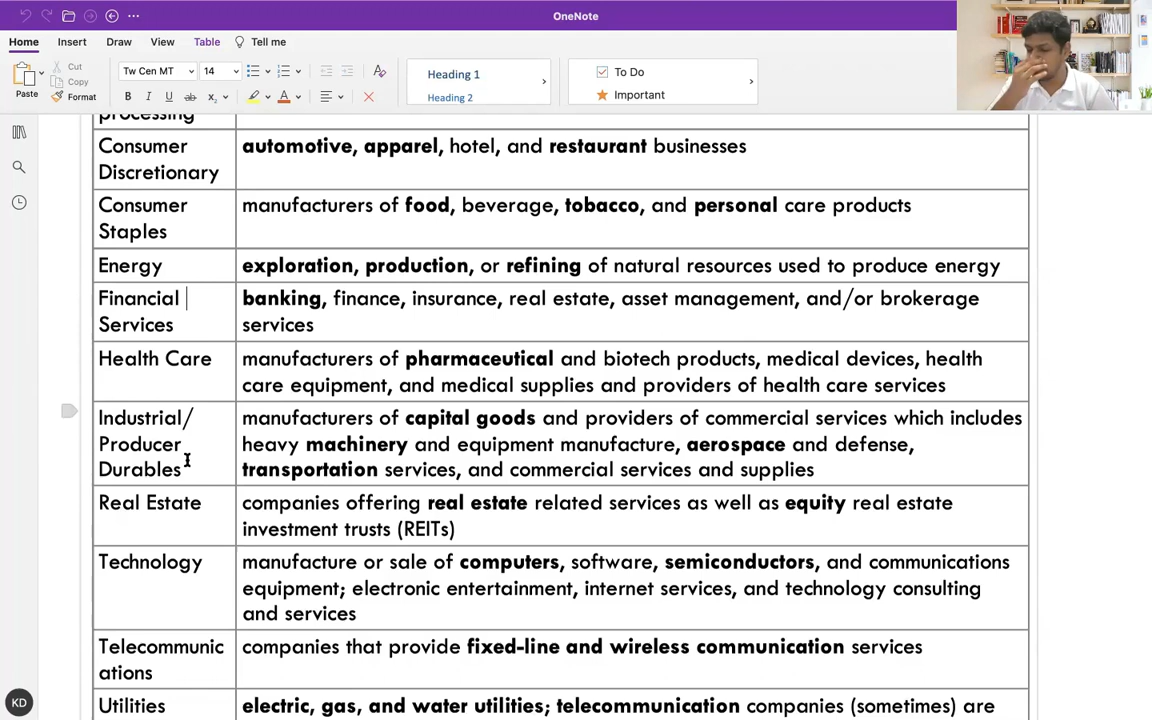 OneNote
Home Insert Draw View Table Tell me
Cut
Copy
Format
Paste
Tw Cen MT 14
Heading 1
Heading 2
To Do
Important
processing
Consumer Discretionary
automotive, apparel, hotel, and restaurant businesses
Consumer Staples
manufacturers of food, beverage, tobacco, and personal care products
Energy
exploration, production, or refining of natural resources used to produce energy
Financial Services
banking, finance, insurance, real estate, asset management, and/or brokerage
services
Health Care
manufacturers of pharmaceutical and biotech products, medical devices, health
care equipment, and medical supplies and providers of health care services
Industrial/
Producer
Durables
manufacturers of capital goods and providers of commercial services which includes
heavy machinery and equipment manufacture, aerospace and defense,
transportation services, and commercial services and supplies
Real Estate
companies offering real estate related services as well as equity real estate
investment trusts (REITs)
Technology
manufacture or sale of computers, software, semiconductors, and communications
equipment; electronic entertainment, internet services, and technology consulting
and services
Telecommunic
ations
companies that provide fixed-line and wireless communication services
Utilities
electric, gas, and water utilities; telecommunication companies (sometimes) are
KD